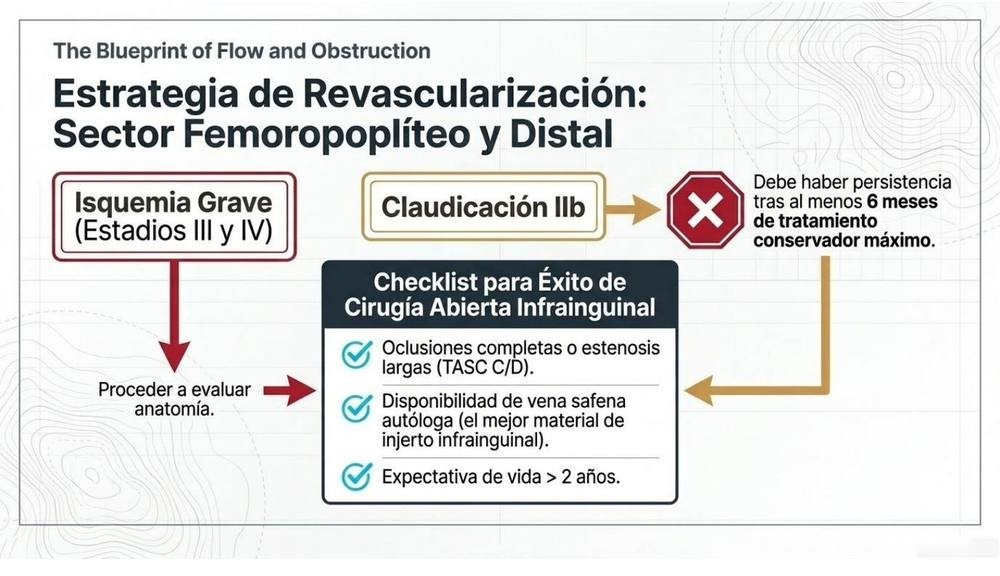 The Blueprint of Flow and Obstruction
Estrategia de Revascularización:
Sector Femoropoplíteo y Distal
Isquemia Grave
(Estadios III y IV)
Claudicación IIb
Debe haber persistencia
tras al menos 6 meses
de tratamiento
conservador máximo.
Proceder a evaluar
anatomía.
Checklist para Éxito de
Cirugía Abierta Infrainguinal
Oclusiones completas o estenosis
largas (TASC C/D).
Disponibilidad de vena safena
autóloga (el mejor material de
injerto infrainguinal).
Expectativa de vida > 2 años.